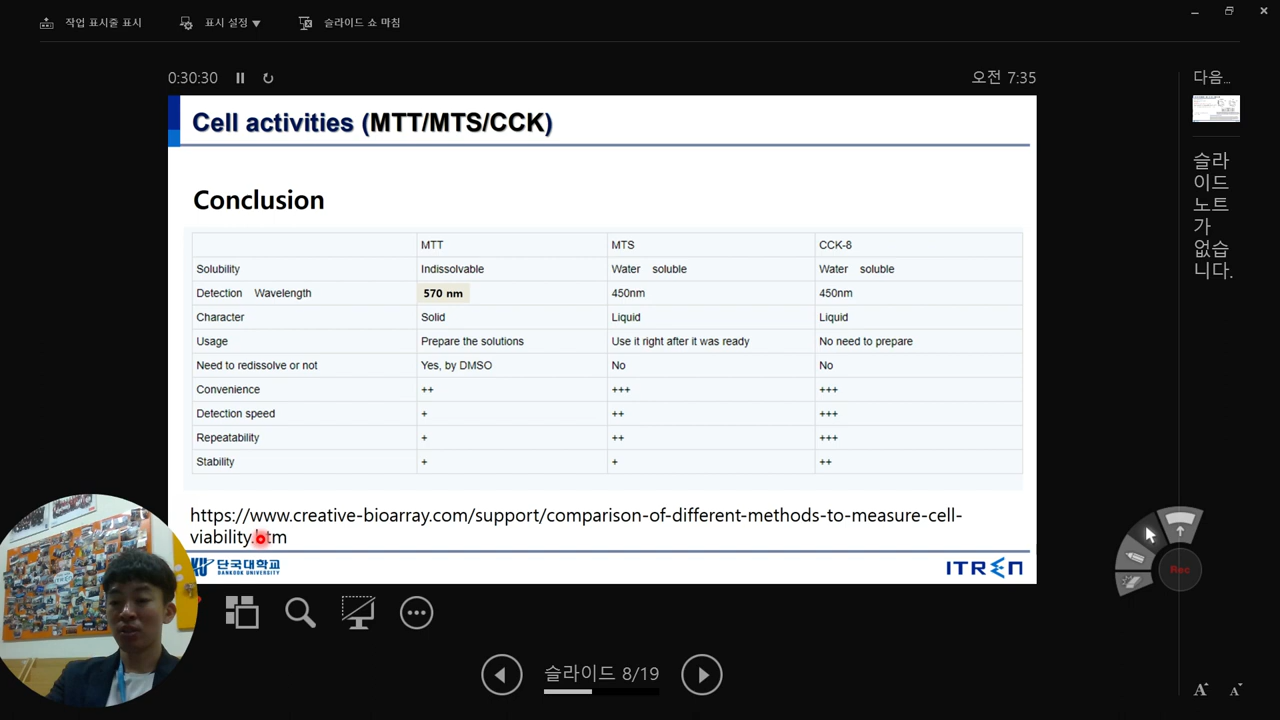 작업 표시줄 표시 표시 설정 ▼ 슬라이드 쇼 마침
0:30:30 오전 7:35
다음...
Cell activities (MTT/MTS/CCK)
Conclusion
MTT MTS CCK-8
Solubility Indissolvable Water soluble Water soluble
Detection Wavelength 570 nm 450nm 450nm
Character Solid Liquid Liquid
Usage Prepare the solutions Use it right after it was ready No need to prepare
Need to redissolve or not Yes, by DMSO No No
Convenience ++ +++ +++
Detection speed + ++ +++
Repeatability + ++ +++
Stability + + ++
https://www.creative-bioarray.com/support/comparison-of-different-methods-to-measure-cell-
viability.htm
단국대학교
DANKOOK UNIVERSITY
ITREN
슬라
이드
노트
가
없습
니다.
Rec
슬라이드 8/19
A A